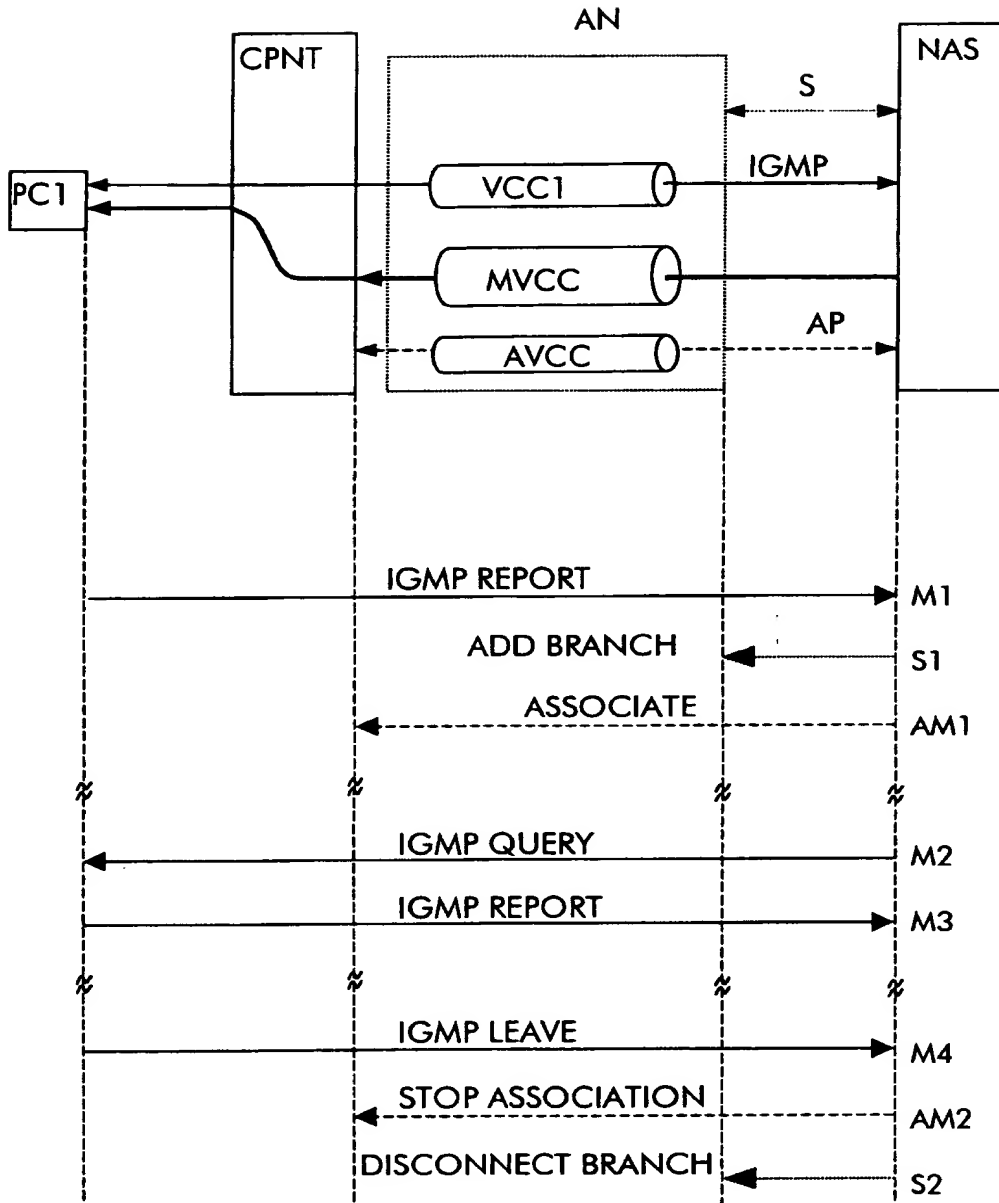 AN
CPNT
NAS
S
PC1
VCC1
IGMP
MVCC
AP
AVCC
IGMP REPORT
M1
ADD BRANCH
S1
ASSOCIATE
AM1
IGMP QUERY
M2
IGMP REPORT
M3
IGMP LEAVE
M4
STOP ASSOCIATION
AM2
DISCONNECT BRANCH
S2